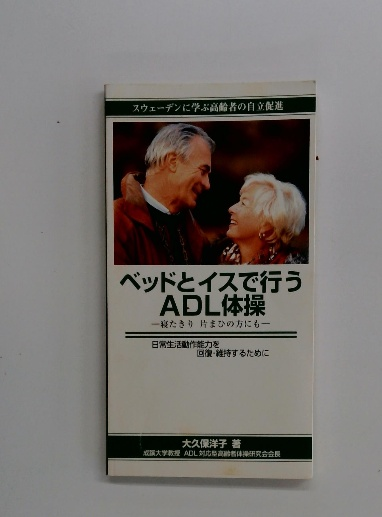 スウェーデンに学ぶ高齢者の自立促進
ベッドとイスで行う
ADL体操
―寝たきり 片まひの方にも―
日常生活動作能力を
回復・維持するために
大久保洋子 著
成蹊大学教授 ADL対応型高齢者体操研究会会長